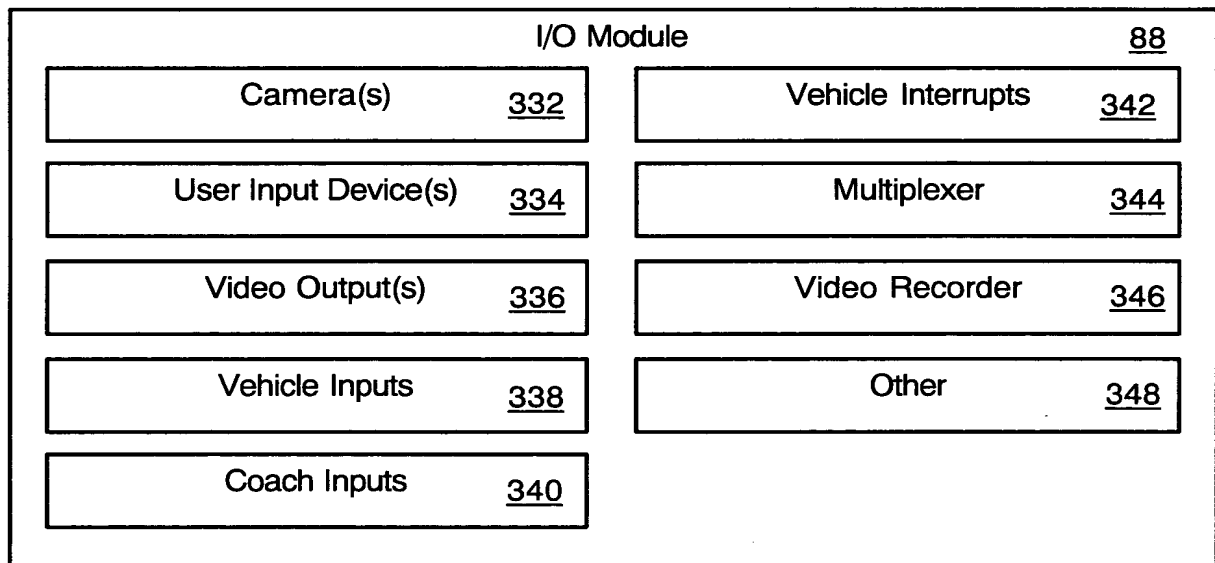 I/O Module 88
Camera(s) 332
User Input Device(s) 334
Video Output(s) 336
Vehicle Inputs 338
Coach Inputs 340
Vehicle Interrupts 342
Multiplexer 344
Video Recorder 346
Other 348